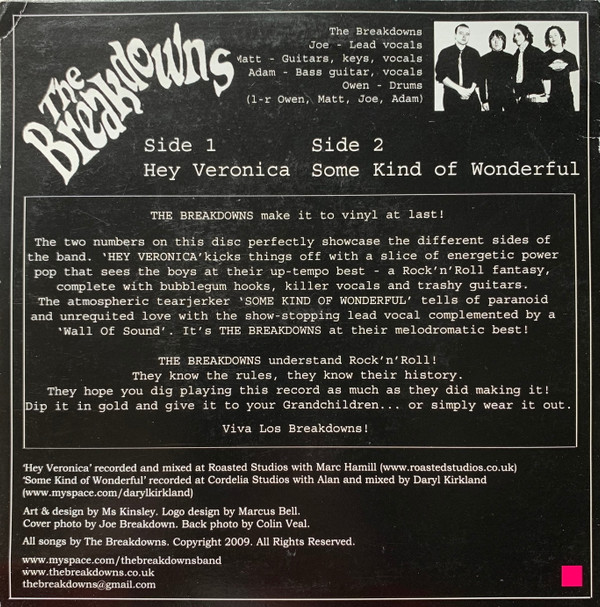 The Breakdowns
The Breakdowns
Joe - Lead vocals
Matt - Guitars, keys, vocals
Adam - Bass guitar, vocals
Owen - Drums
(l-r Owen, Matt, Joe, Adam)
Side 1
Hey Veronica
Side 2
Some Kind of Wonderful
THE BREAKDOWNS make it to vinyl at last!
The two numbers on this disc perfectly showcase the different sides of
the band. 'HEY VERONICA'kicks things off with a slice of energetic power
pop that sees the boys at their up-tempo best - a Rock'n'Roll fantasy,
complete with bubblegum hooks, killer vocals and trashy guitars.
The atmospheric tearjerker 'SOME KIND OF WONDERFUL' tells of paranoid
and unrequited love with the show-stopping lead vocal complemented by a
'Wall Of Sound'. It's THE BREAKDOWNS at their melodromatic best!
THE BREAKDOWNS understand Rock'n'Roll!
They know the rules, they know their history.
They hope you dig playing this record as much as they did making it!
Dip it in gold and give it to your Grandchildren... or simply wear it out.
Viva Los Breakdowns!
'Hey Veronica' recorded and mixed at Roasted Studios with Marc Hamill (www.roastedstudios.co.uk)
'Some Kind of Wonderful' recorded at Cordelia Studios with Alan and mixed by Daryl Kirkland
(www.myspace.com/darylkirkland)
Art & design by Ms Kinsley. Logo design by Marcus Bell.
Cover photo by Joe Breakdown. Back photo by Colin Veal.
All songs by The Breakdowns. Copyright 2009. All Rights Reserved.
www.myspace.com/thebreakdownsband
www.thebreakdowns.co.uk
thebreakdowns@gmail.com